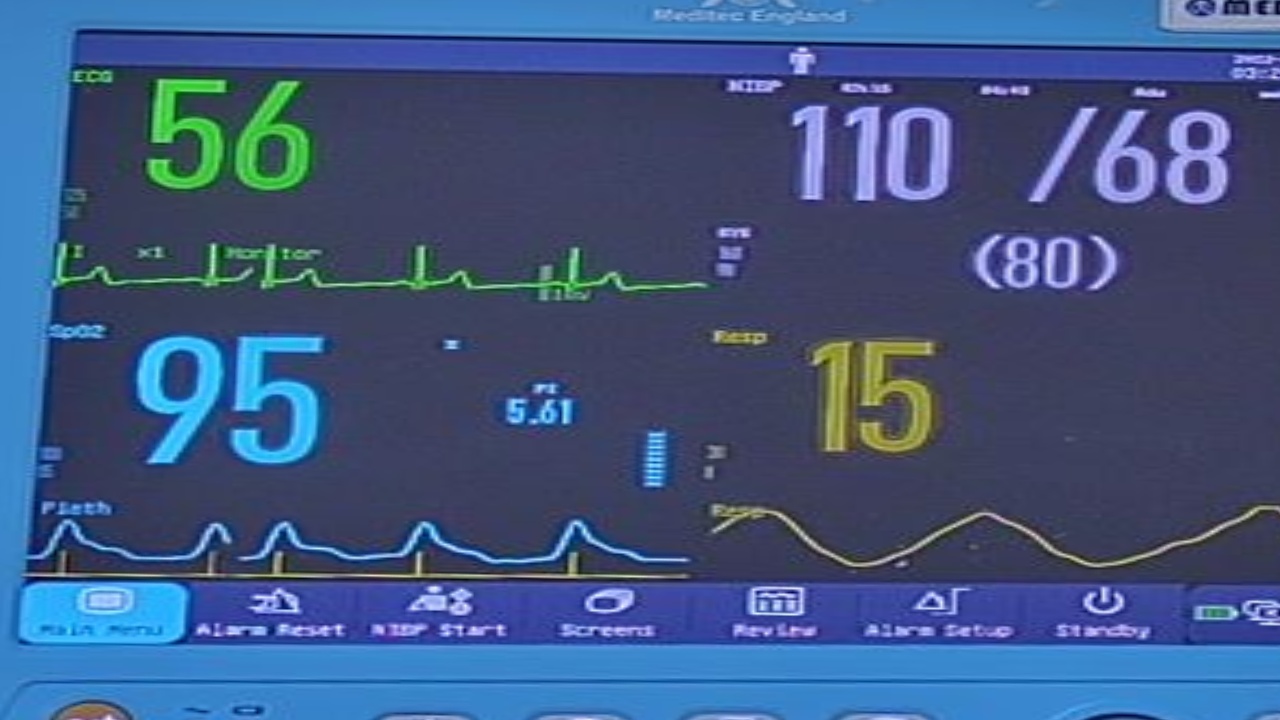 Meditec England
ECG
56
NIBP
110 /68
(80)
x1
Monitor
SpO2
95
PI
5.61
Resp
15
Pleth
Resp
Main Menu
Alarm Reset
NIBP Start
Screens
Review
Alarm Setup
Standby